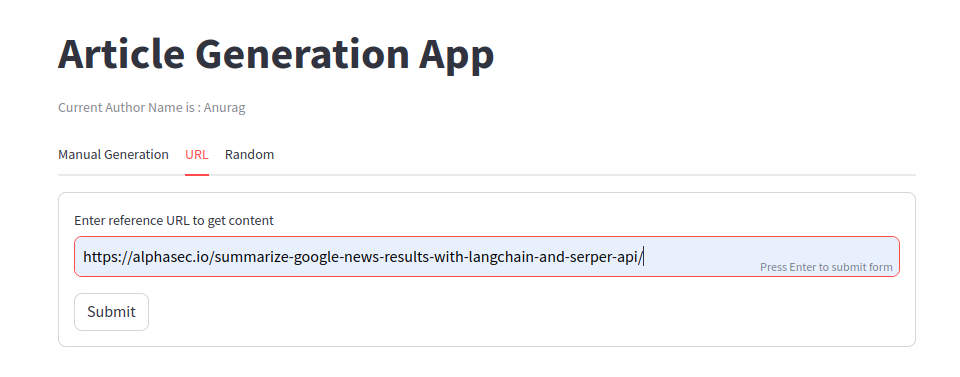 Article Generation App
Current Author Name is : Anurag
Manual Generation URL Random
Enter reference URL to get content
https://alphasec.io/summarize-google-news-results-with-langchain-and-serper-api/
Press Enter to submit form
Submit